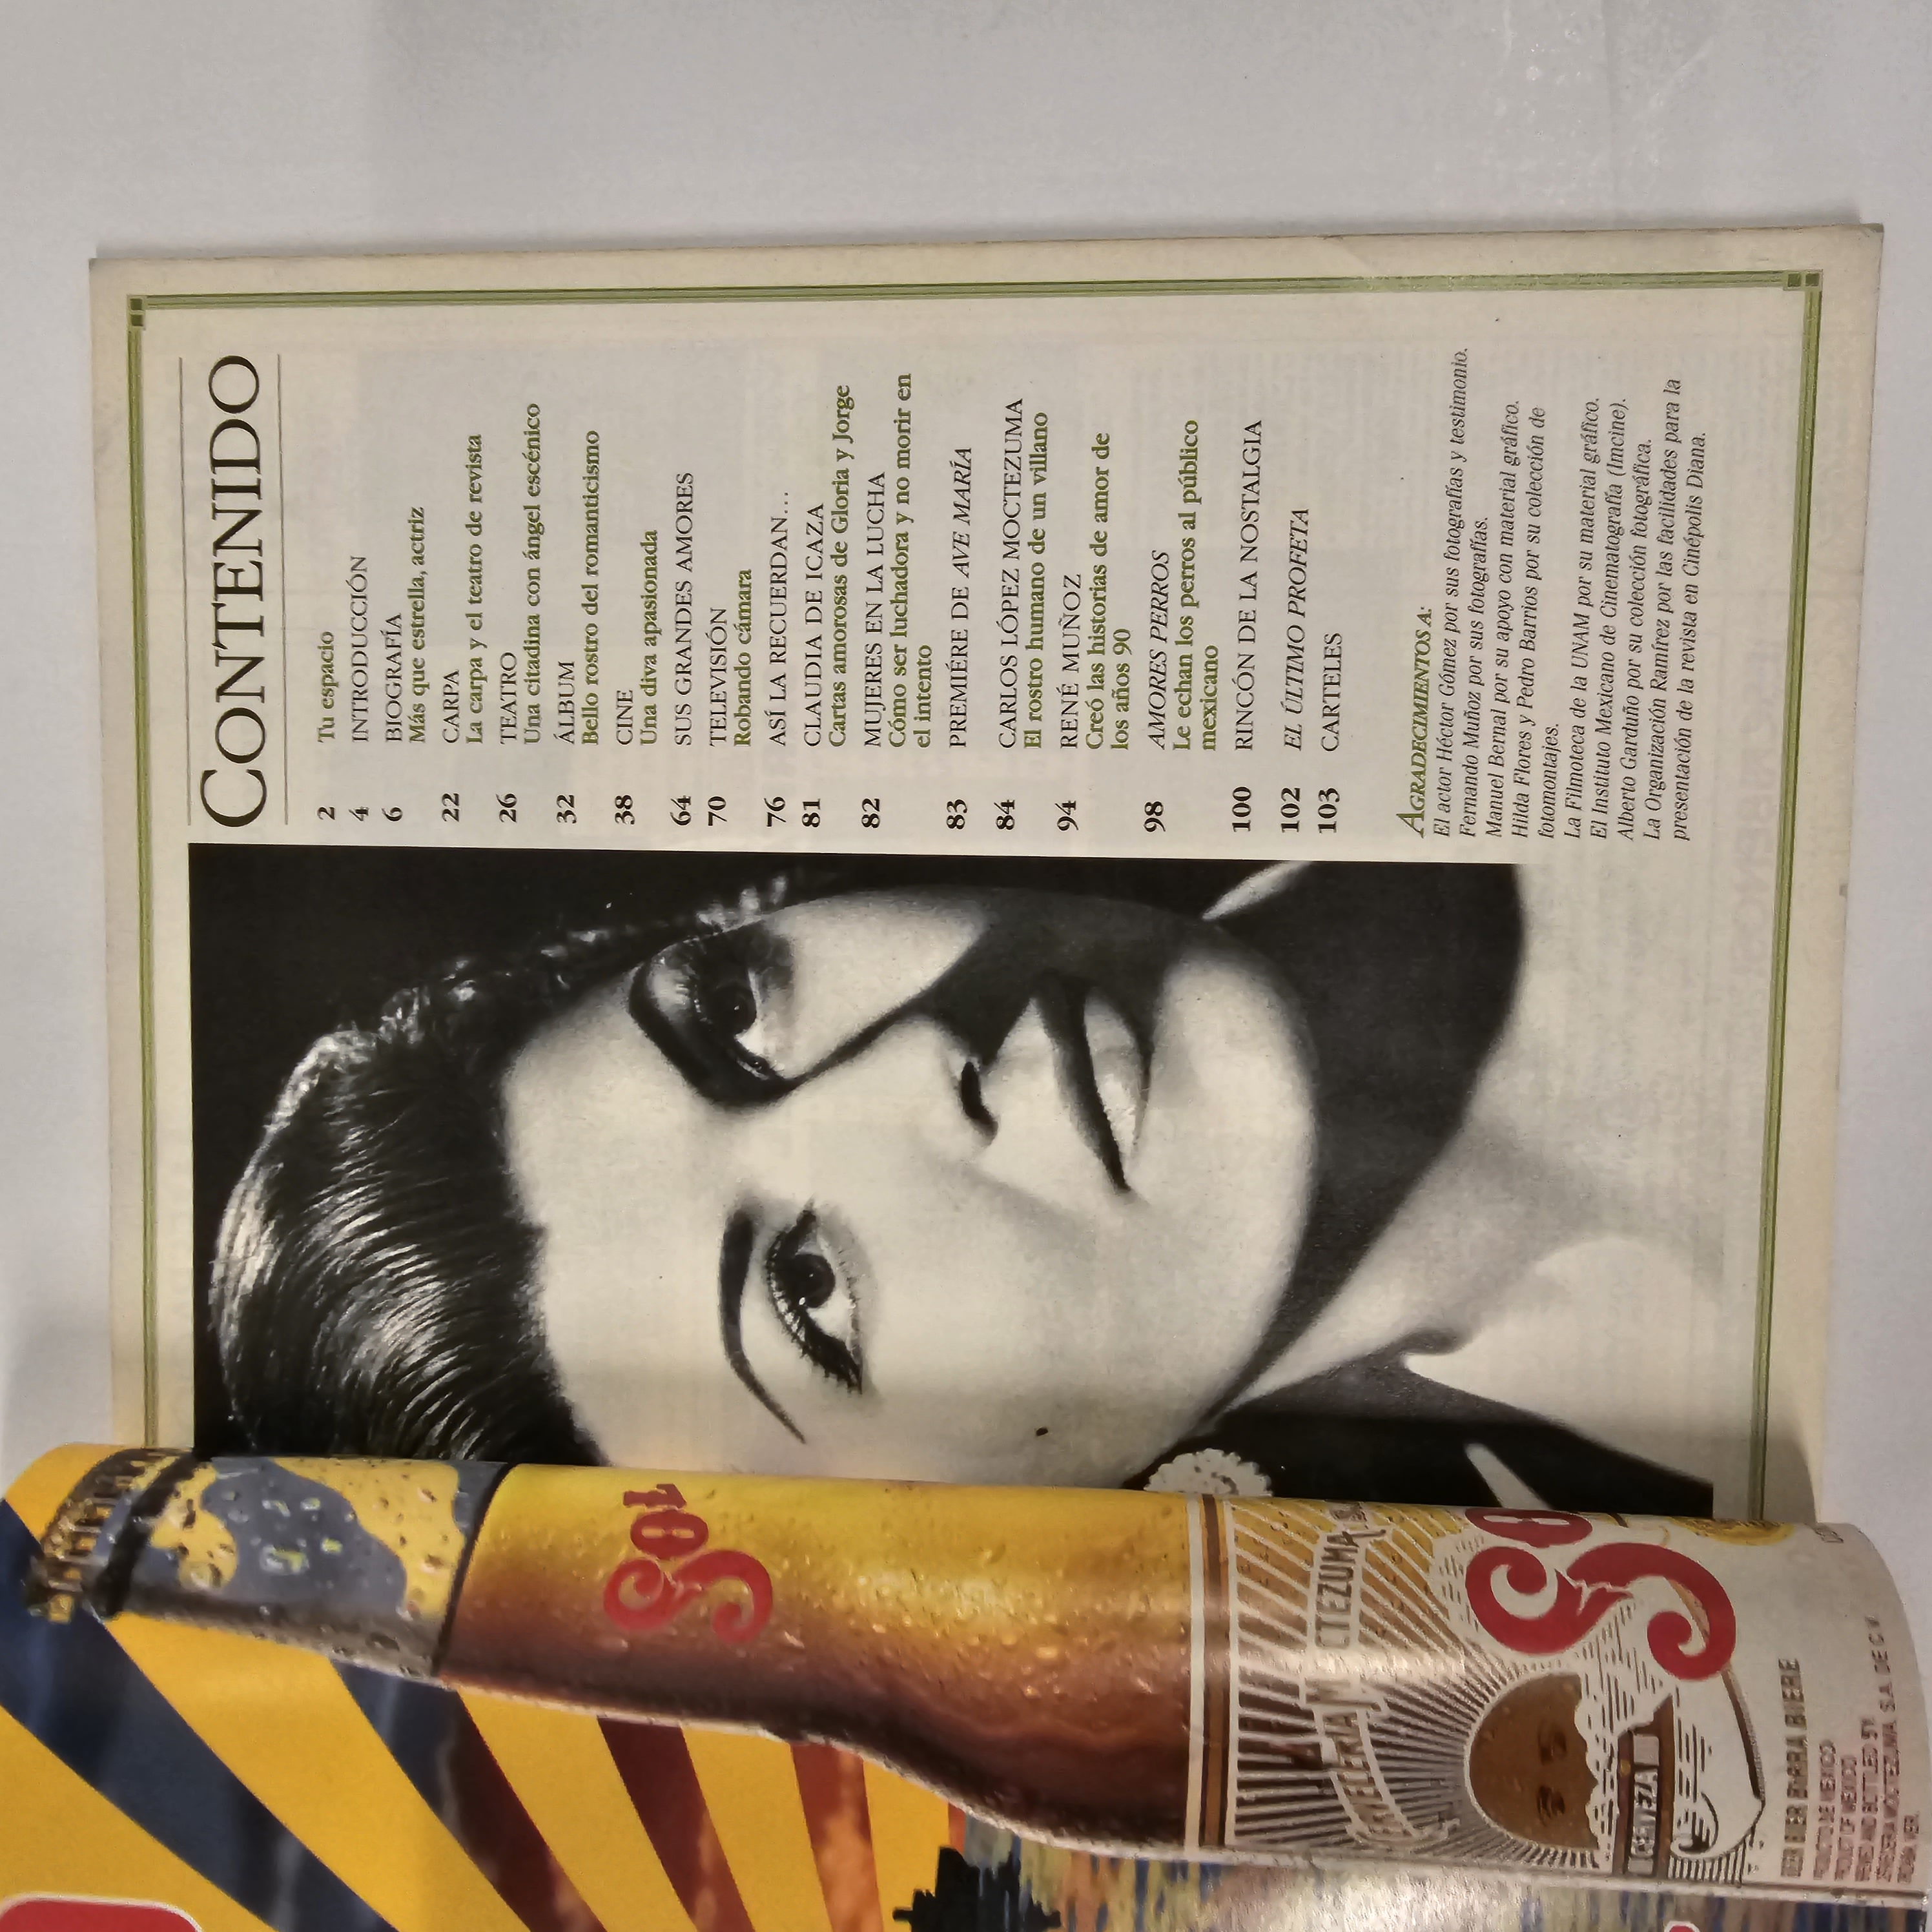 SOL
CERVECERIA MOCTEZUMA
CERVEZA
BEER BIER BIRRA BIERE
PRODUCTO DE MEXICO
PRODUCT OF MEXICO
BREWED AND BOTTLED BY
CERVECERIA MOCTEZUMA, S.A. DE C.V.
CONTENIDO
2 Tu espacio
4 INTRODUCCIÓN
6 BIOGRAFÍA
Más que estrella, actriz
22 CARPA
La carpa y el teatro de revista
26 TEATRO
Una citadina con ángel escénico
32 ÁLBUM
Bello rostro del romanticismo
38 CINE
Una diva apasionada
64 SUS GRANDES AMORES
70 TELEVISIÓN
Robando cámara
76 ASÍ LA RECUERDAN...
81 CLAUDIA DE ICAZA
Cartas amorosas de Gloria y Jorge
82 MUJERES EN LA LUCHA
Cómo ser luchadora y no morir en
el intento
83 PREMIÉRE DE AVE MARÍA
84 CARLOS LÓPEZ MOCTEZUMA
El rostro humano de un villano
94 RENÉ MUÑOZ
Creó las historias de amor de
los años 90
98 AMORES PERROS
Le echan los perros al público
mexicano
100 RINCÓN DE LA NOSTALGIA
102 EL ÚLTIMO PROFETA
103 CARTELES
AGRADECIMIENTOS A:
El actor Héctor Gómez por sus fotografías y testimonio.
Fernando Muñoz por sus fotografías.
Manuel Bernal por su apoyo con material gráfico.
Hilda Flores y Pedro Barrios por su colección de
fotomontajes.
La Filmoteca de la UNAM por su material gráfico.
El Instituto Mexicano de Cinematografía (Imcine).
Alberto Garduño por su colección fotográfica.
La Organización Ramírez por las facilidades para la
presentación de la revista en Cinépolis Diana.